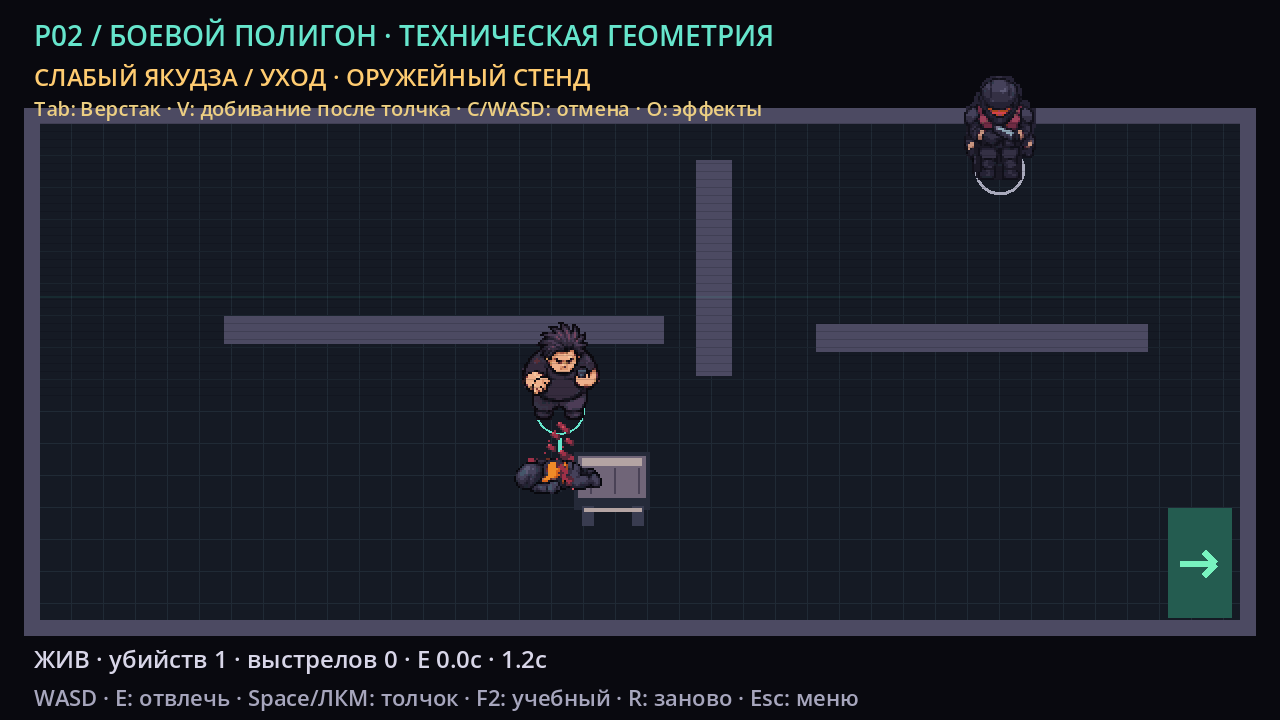 P02 / БОЕВОЙ ПОЛИГОН · ТЕХНИЧЕСКАЯ ГЕОМЕТРИЯ
СЛАБЫЙ ЯКУДЗА / УХОД · ОРУЖЕЙНЫЙ СТЕНД
Tab: Верстак · V: добивание после толчка · C/WASD: отмена · O: эффекты
ЖИВ · убийств 1 · выстрелов 0 · E 0.0с · 1.2с
WASD · E: отвлечь · Space/ЛКМ: толчок · F2: учебный · R: заново · Esc: меню